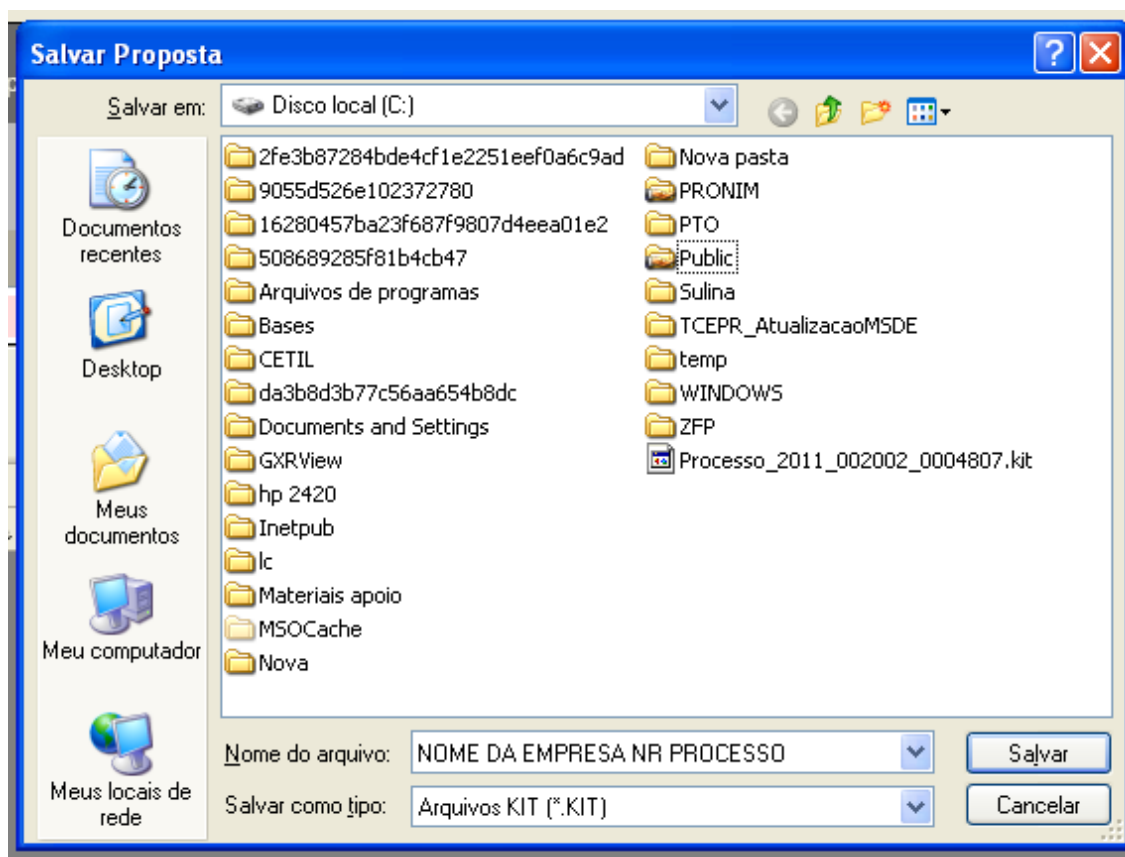 Salvar Proposta
Salvar em:
Disco local (C:)
Documentos
recentes
Desktop
Meus
documentos
Meu computador
Meus locais de
rede
2fe3b87284bde4cf1e2251eef0a6c9ad
9055d526e102372780
16280457ba23f687f9807d4eea01e2
508689285f81b4cb47
Arquivos de programas
Bases
CETIL
da3b8d3b77c56aa654b8dc
Documents and Settings
GXRView
hp 2420
Inetpub
lc
Materiais apoio
MSOCache
Nova
Nova pasta
PRONIM
PTO
Public
Sulina
TCEPR_AtualizacaoMSDE
temp
WINDOWS
ZFP
Processo_2011_002002_0004807.kit
Nome do arquivo:
NOME DA EMPRESA NR PROCESSO
Salvar
Salvar como tipo:
Arquivos KIT (*.KIT)
Cancelar